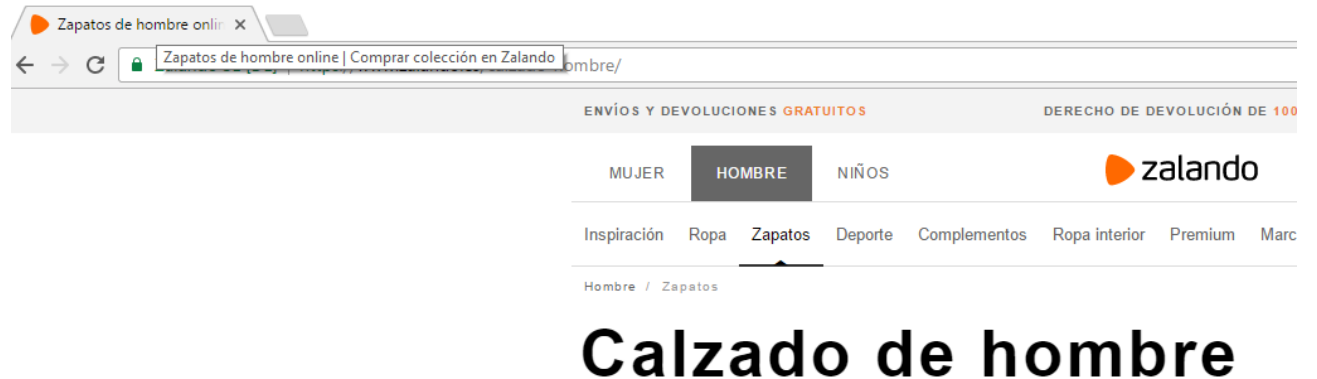 Zapatos de hombre onlin
Zapatos de hombre online | Comprar colección en Zalando
ombre/
ENVÍOS Y DEVOLUCIONES GRATUITOS
DERECHO DE DEVOLUCIÓN DE 100
MUJER HOMBRE NIÑOS
zalando
Inspiración Ropa Zapatos Deporte Complementos Ropa interior Premium Marc
Hombre / Zapatos
Calzado de hombre